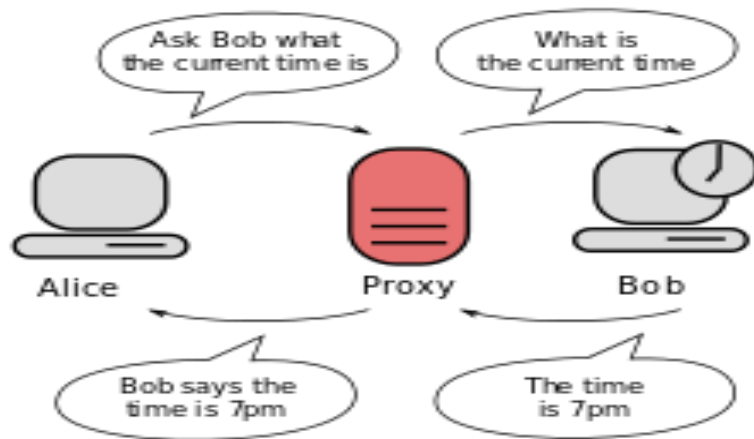 Ask Bob what
the current time is
What is
the current time
Alice
Proxy
Bob
Bob says the
time is 7pm
The time
is 7pm